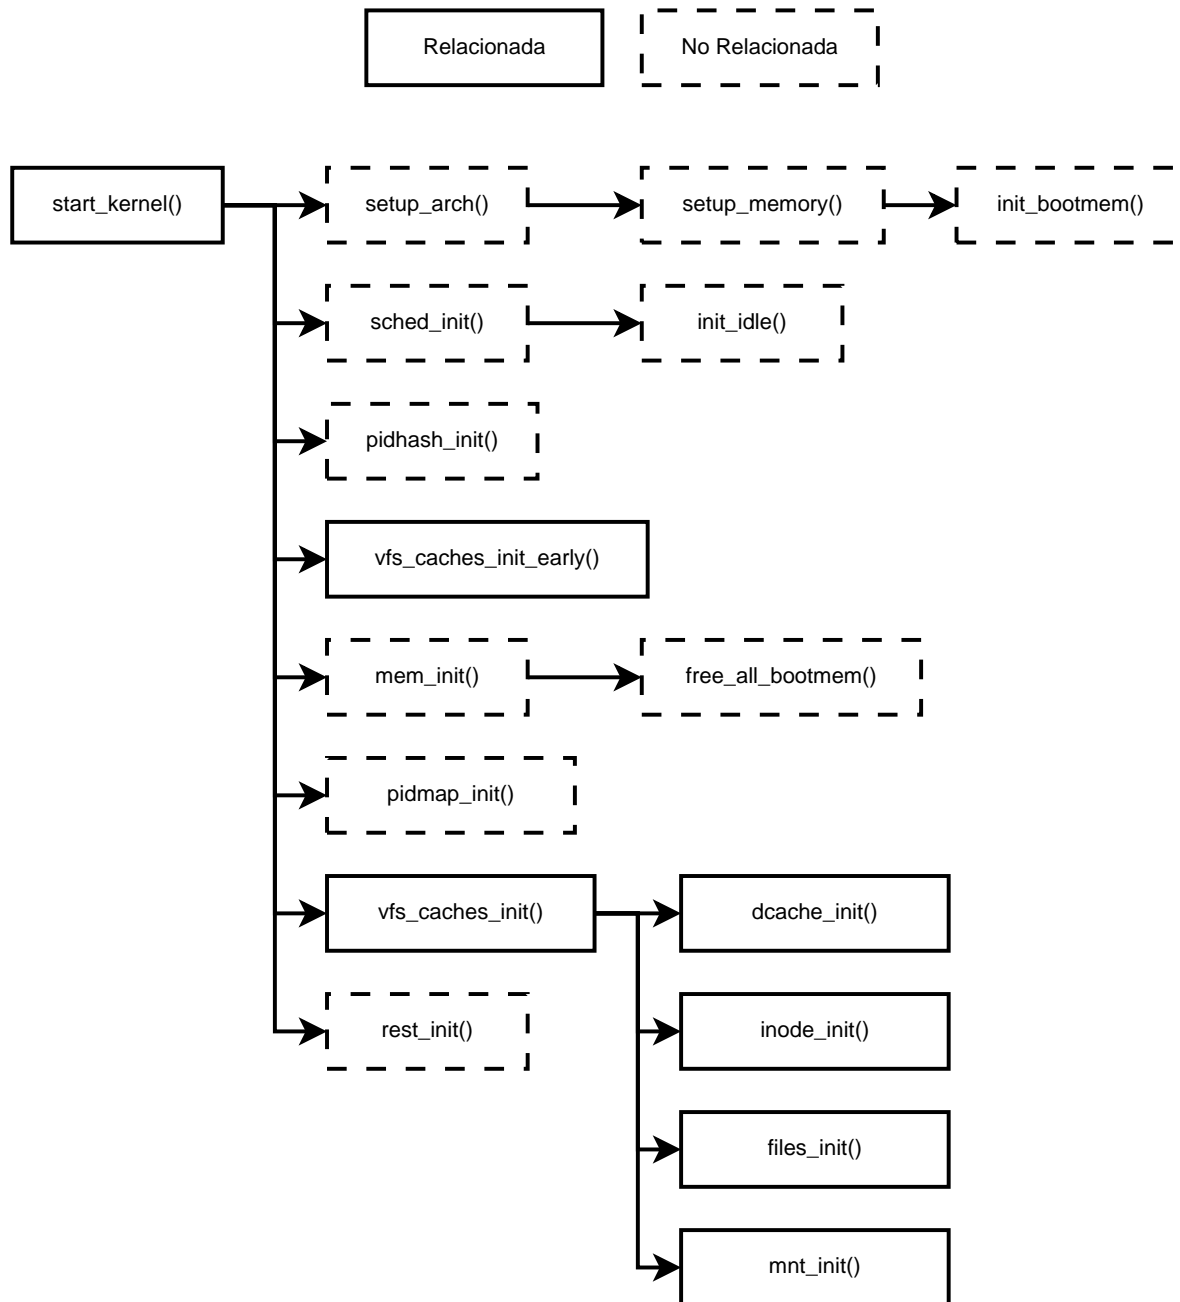 Relacionada
No Relacionada
start_kernel()
setup_arch()
setup_memory()
init_bootmem()
sched_init()
init_idle()
pidhash_init()
vfs_caches_init_early()
mem_init()
free_all_bootmem()
pidmap_init()
vfs_caches_init()
dcache_init()
rest_init()
inode_init()
files_init()
mnt_init()